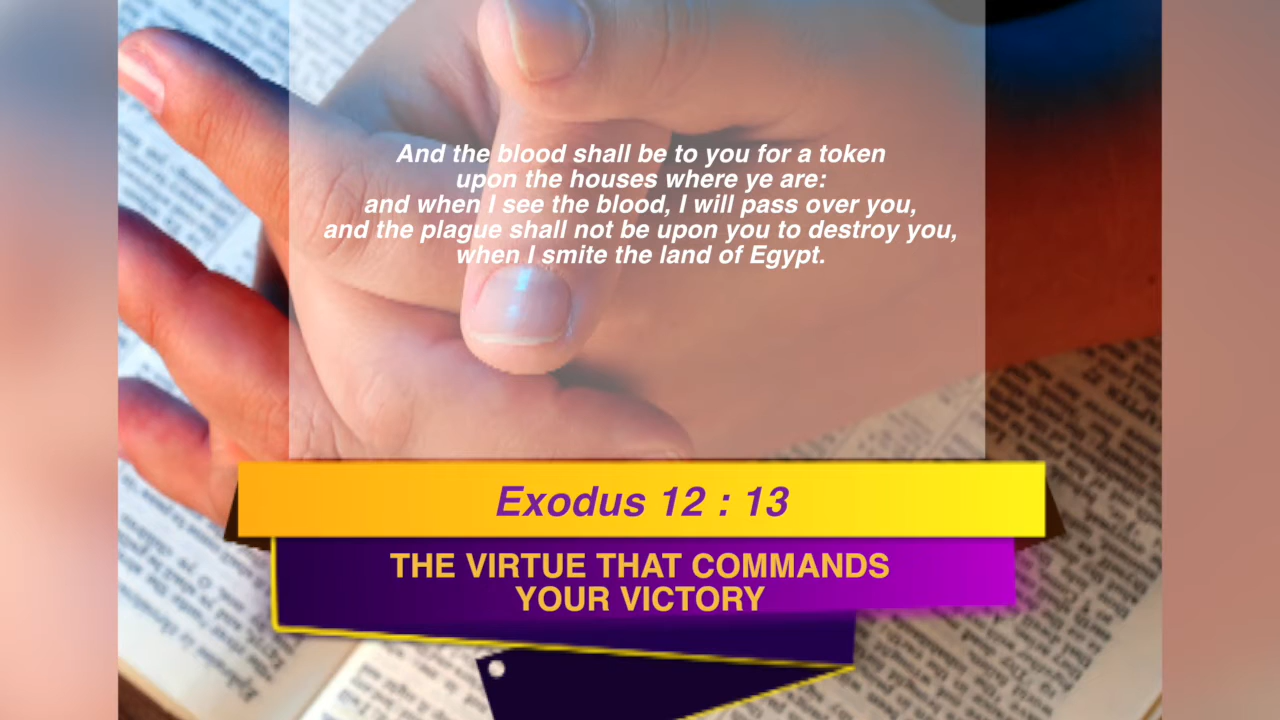 And the blood shall be to you for a token
upon the houses where ye are:
and when I see the blood, I will pass over you,
and the plague shall not be upon you to destroy you,
when I smite the land of Egypt.
Exodus 12 : 13
THE VIRTUE THAT COMMANDS
YOUR VICTORY